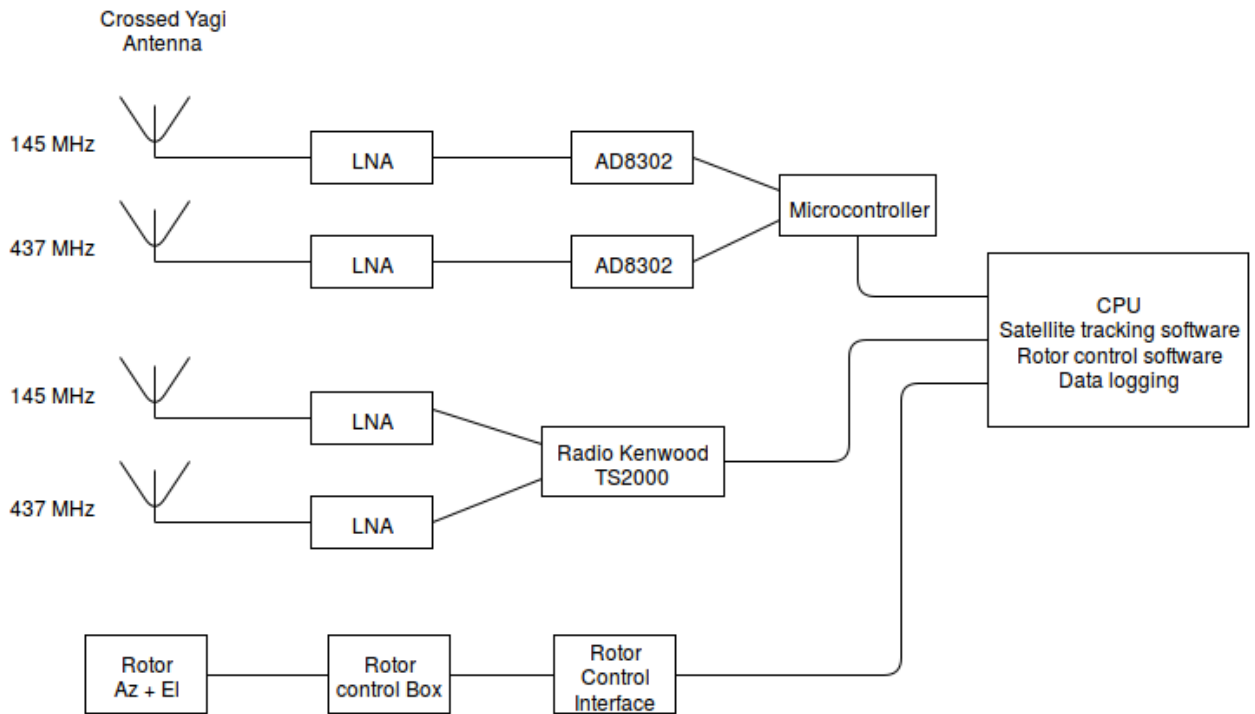 Crossed Yagi
Antenna
145 MHz
LNA
AD8302
Microcontroller
437 MHz
LNA
AD8302
CPU
Satellite tracking software
Rotor control software
Data logging
145 MHz
LNA
Radio Kenwood
TS2000
437 MHz
LNA
Rotor
Az + El
Rotor
control Box
Rotor
Control
Interface